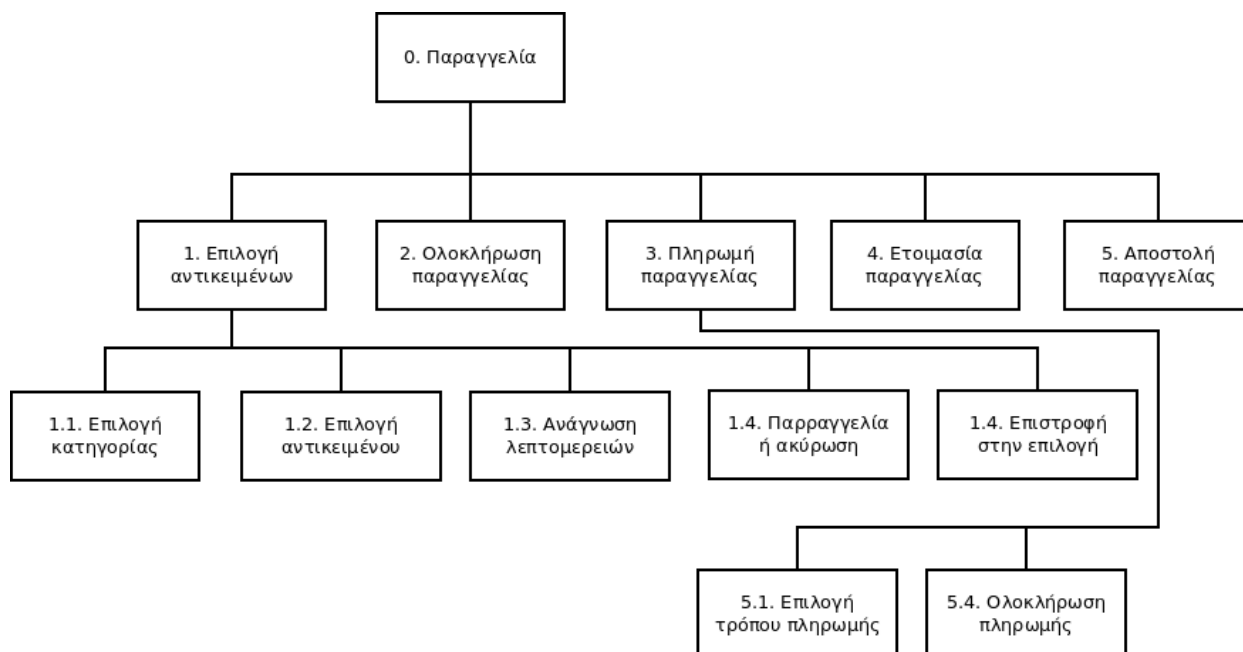 0. Παραγγελία
1. Επιλογή
αντικειμένων
2. Ολοκλήρωση
παραγγελίας
3. Πληρωμή
παραγγελίας
4. Ετοιμασία
παραγγελίας
5. Αποστολή
παραγγελίας
1.1. Επιλογή
κατηγορίας
1.2. Επιλογή
αντικειμένου
1.3. Ανάγνωση
λεπτομερειών
1.4. Παρραγγελία
ή ακύρωση
1.4. Επιστροφή
στην επιλογή
5.1. Επιλογή
τρόπου πληρωμής
5.4. Ολοκλήρωση
πληρωμής